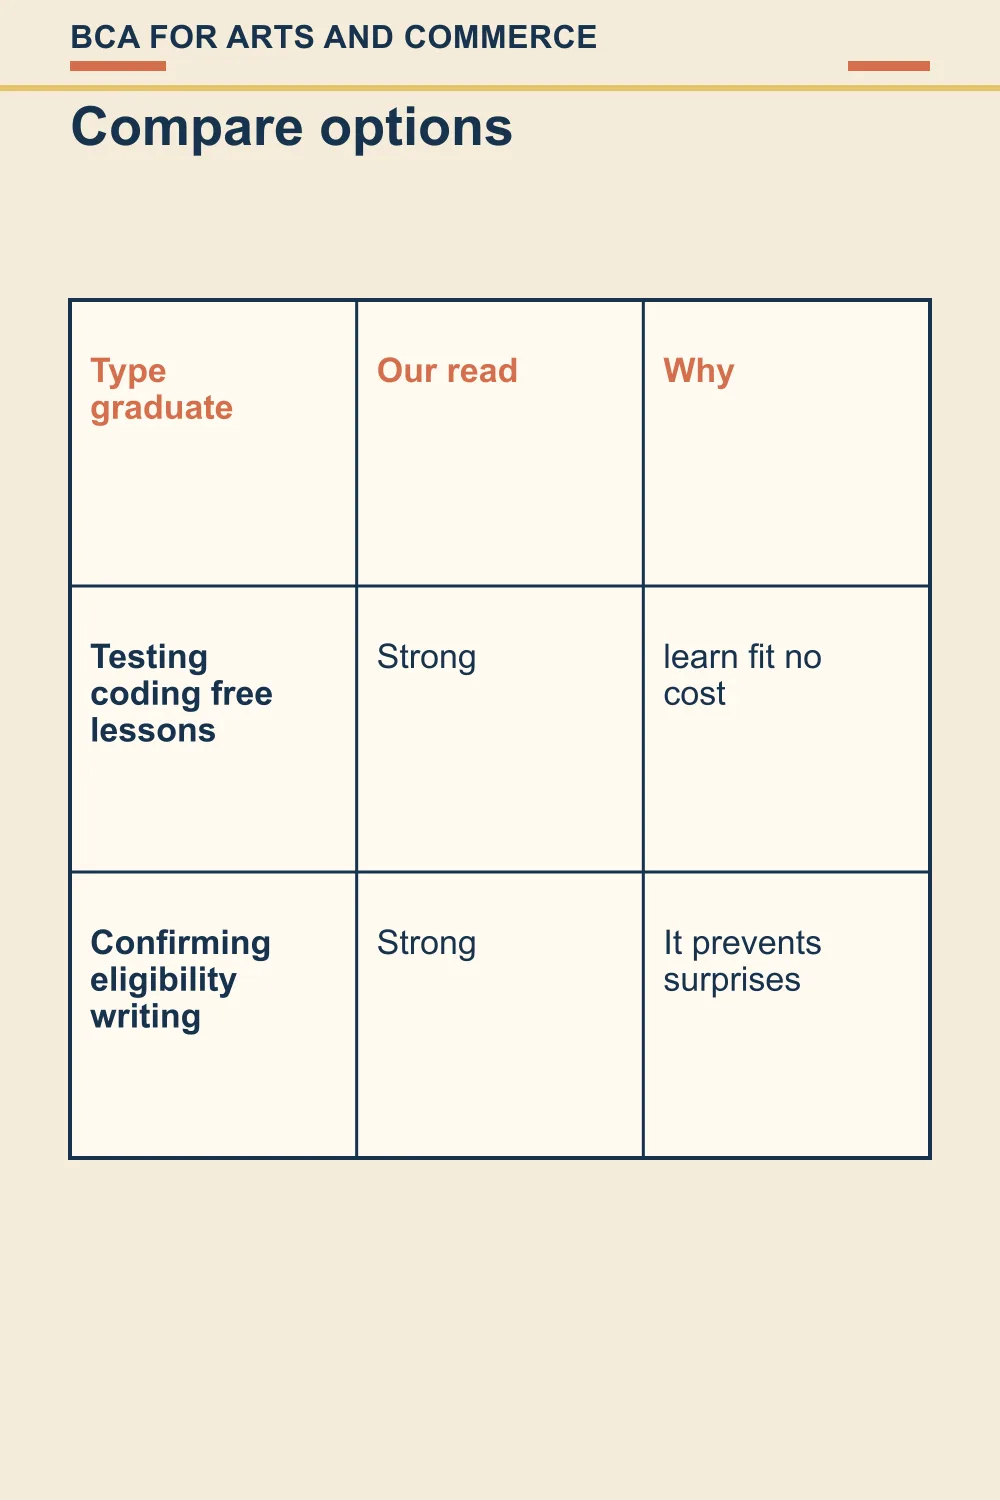 BCA FOR ARTS AND COMMERCE
Compare options
Type
graduate
Our read
Why
Testing
coding free
lessons
Strong
learn fit no
cost
Confirming
eligibility
writing
Strong
It prevents
surprises